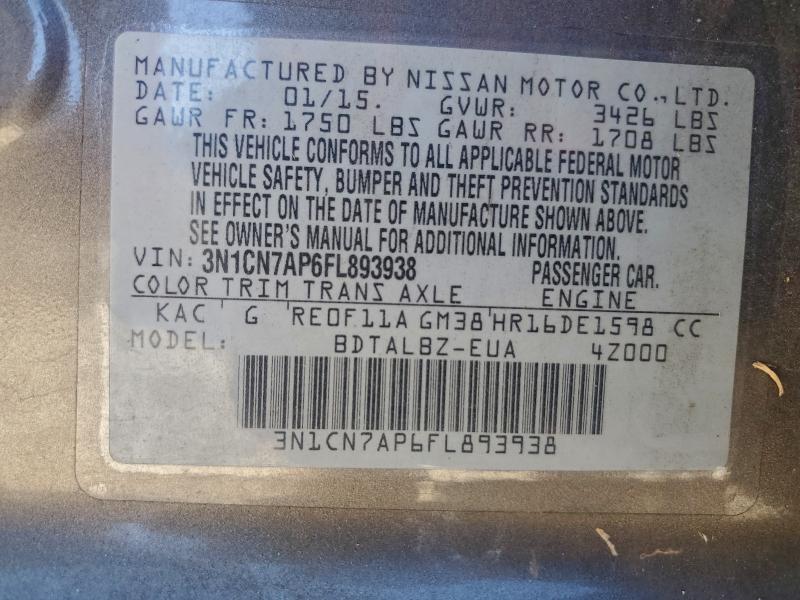 MANUFACTURED BY NISSAN MOTOR CO., LTD.
DATE: 01/15. GVWR: 3426 LBS
GAWR FR: 1750 LBS GAWR RR: 1708 LBS
THIS VEHICLE CONFORMS TO ALL APPLICABLE FEDERAL MOTOR
VEHICLE SAFETY, BUMPER AND THEFT PREVENTION STANDARDS
IN EFFECT ON THE DATE OF MANUFACTURE SHOWN ABOVE.
SEE OWNER'S MANUAL FOR ADDITIONAL INFORMATION.
VIN: 3N1CN7AP6FL893938 PASSENGER CAR.
COLOR TRIM TRANS AXLE ENGINE
KAC G RE0F11A GM38 HR16DE1598 CC
MODEL: BDTALBZ-EUA 4Z000
3N1CN7AP6FL893938